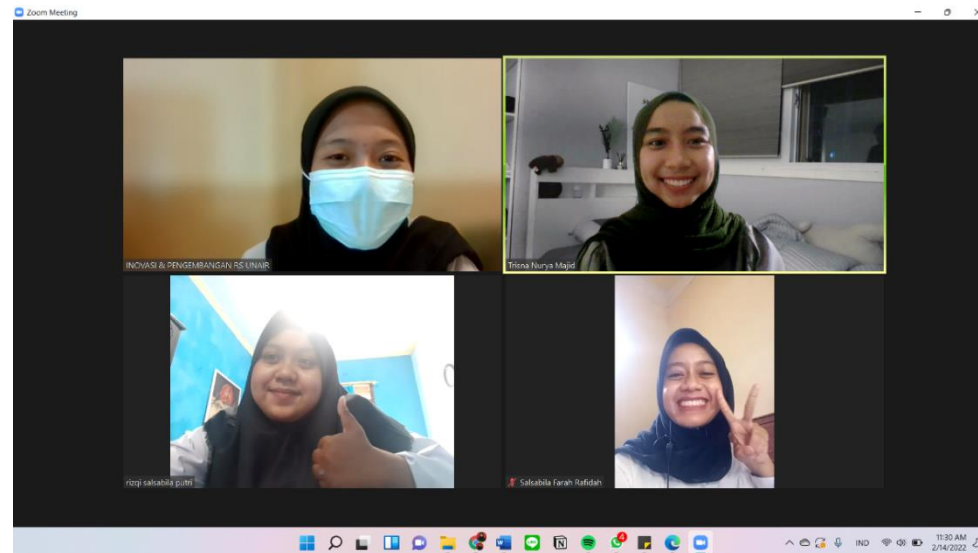 Zoom Meeting
INOVASI & PENGEMBANGAN RS UNAIR
Trisna Nurya Majid
rizqi salsabila putri
Salsabila Farah Rafidah
4
IND
11:30 AM
2/14/2022